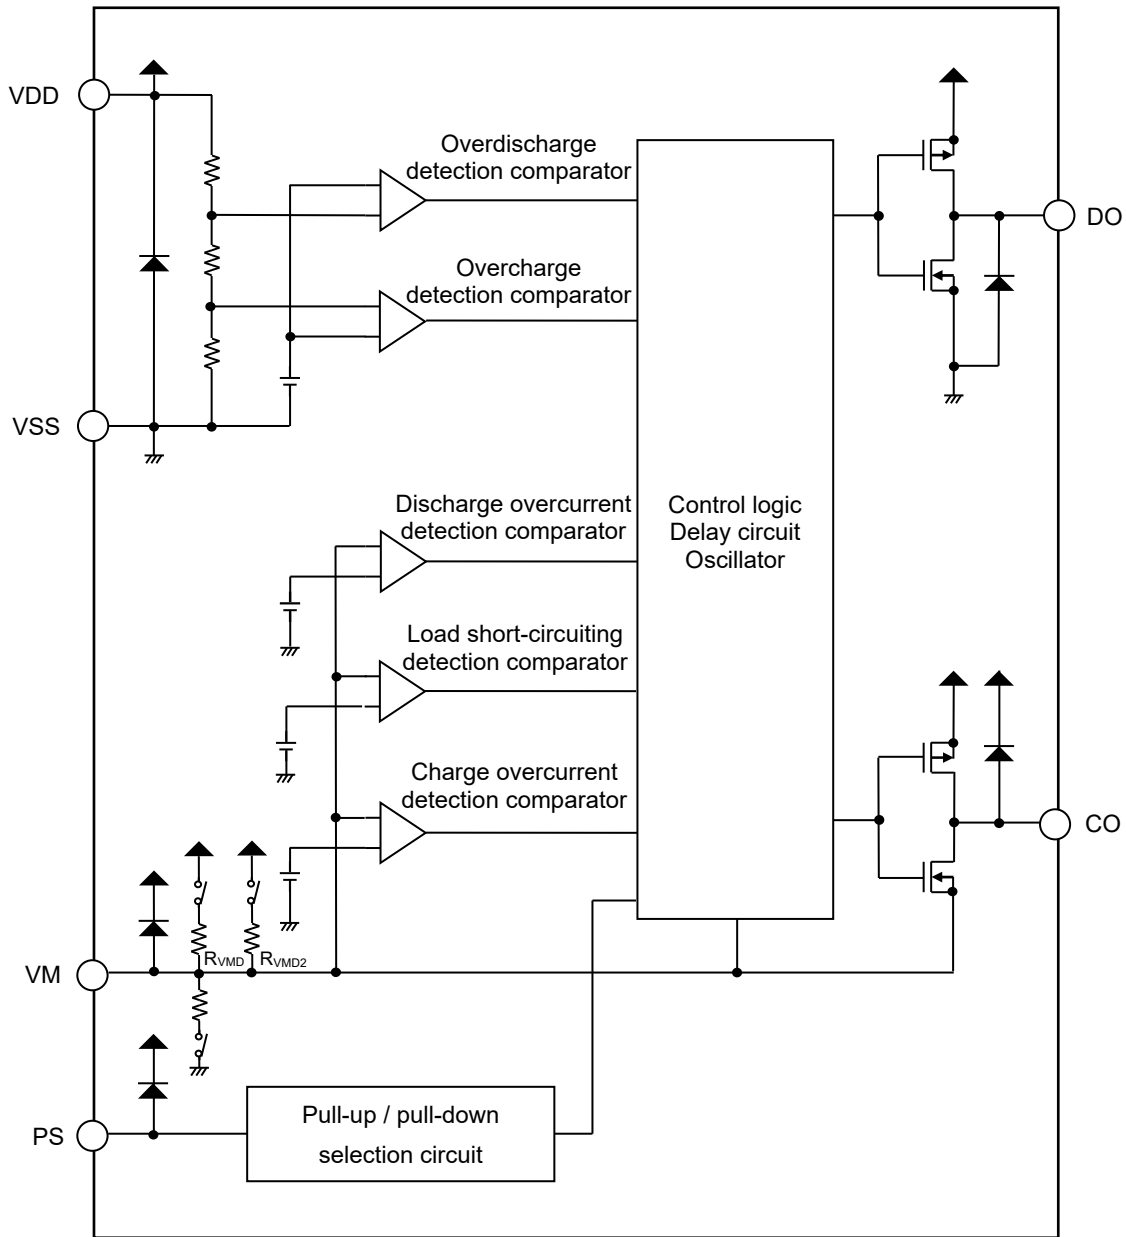 VDD
Overdischarge
detection comparator
DO
Overcharge
detection comparator
VSS
Discharge overcurrent
detection comparator
Control logic
Delay circuit
Oscillator
Load short-circuiting
detection comparator
Charge overcurrent
detection comparator
CO
RVMD
RVMD2
VM
PS
Pull-up / pull-down
selection circuit